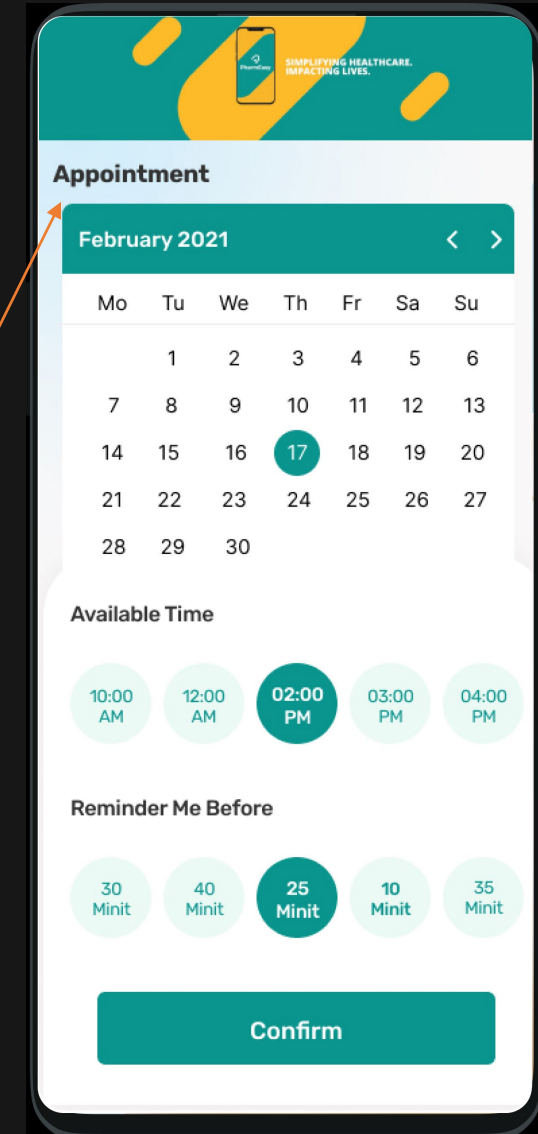 PharmEasy
SIMPLIFYING HEALTHCARE.
IMPACTING LIVES.
Appointment
February 2021
Mo Tu We Th Fr Sa Su
1 2 3 4 5 6
7 8 9 10 11 12 13
14 15 16 17 18 19 20
21 22 23 24 25 26 27
28 29 30
Available Time
10:00 12:00 02:00 03:00 04:00
AM AM PM PM PM
Reminder Me Before
30 40 25 10 35
Minit Minit Minit Minit Minit
Confirm